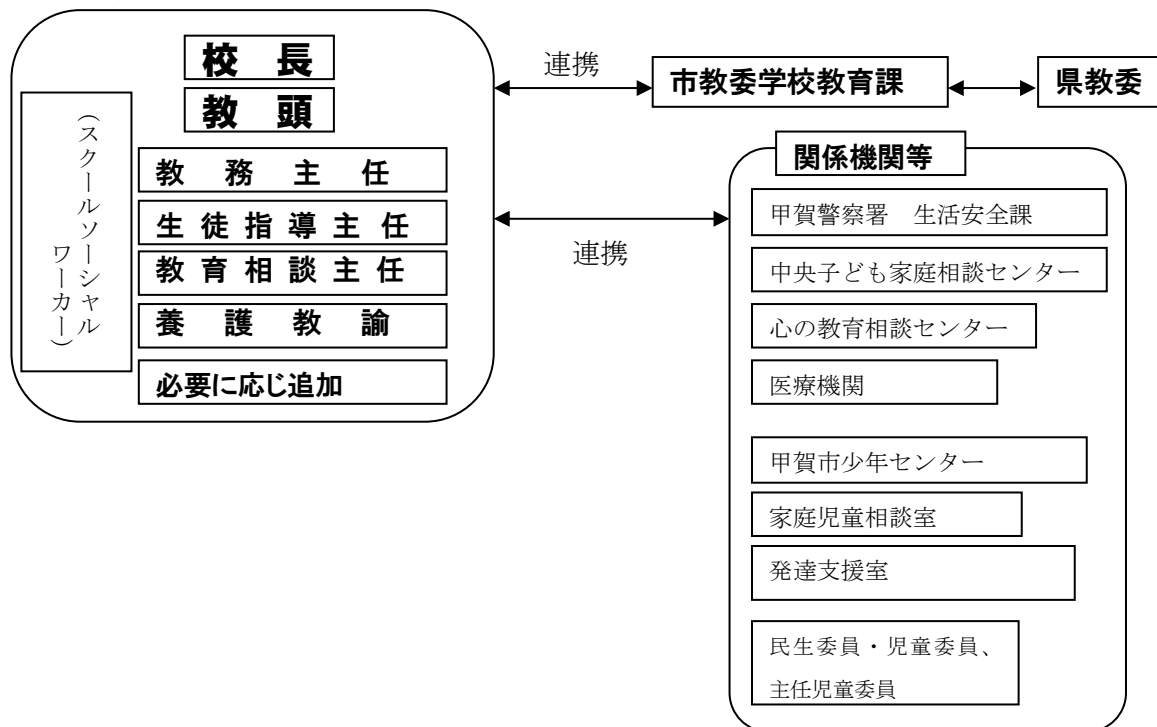 校長
教頭
(スクールソーシャル
ワーカー)
教務主任
生徒指導主任
教育相談主任
養護教諭
必要に応じ追加
連携
市教委学校教育課
県教委
連携
関係機関等
甲賀警察署 生活安全課
中央子ども家庭相談センター
心の教育相談センター
医療機関
甲賀市少年センター
家庭児童相談室
発達支援室
民生委員・児童委員、
主任児童委員